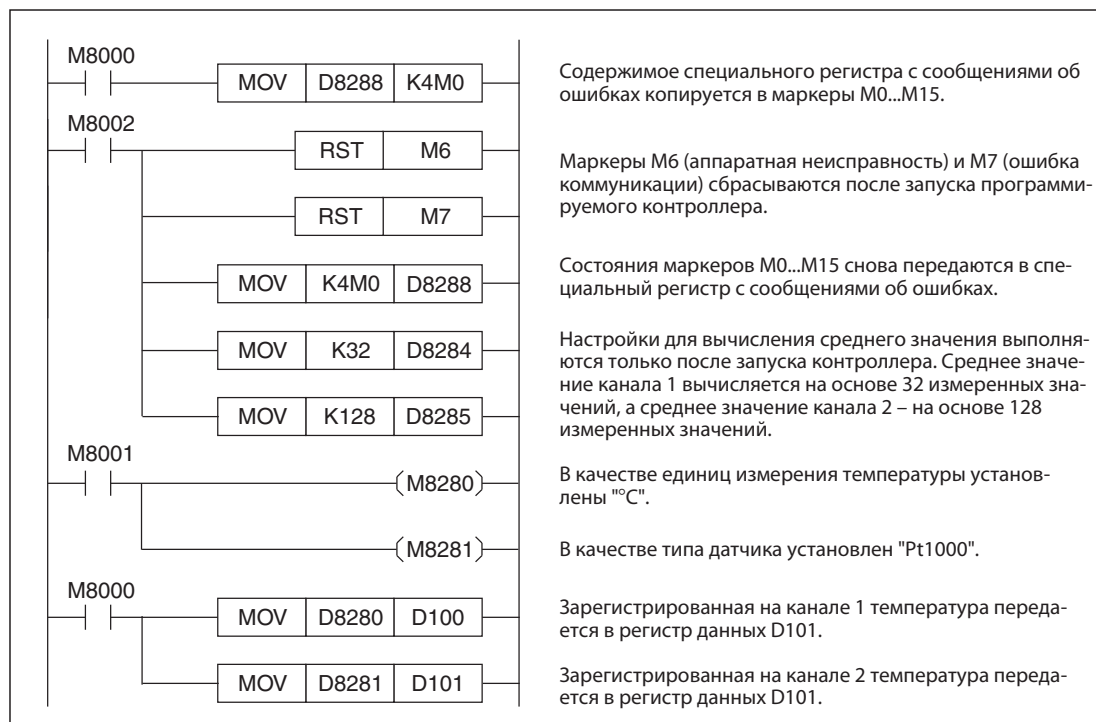 M8000
MOV D8288 K4M0
Содержимое специального регистра с сообщениями об
ошибках копируется в маркеры M0...M15.
M8002
RST M6
RST M7
Маркеры M6 (аппаратная неисправность) и M7 (ошибка
коммуникации) сбрасываются после запуска программи-
руемого контроллера.
MOV K4M0 D8288
Состояния маркеров M0...M15 снова передаются в спе-
циальный регистр с сообщениями об ошибках.
MOV K32 D8284
MOV K128 D8285
Настройки для вычисления среднего значения выполня-
ются только после запуска контроллера. Среднее значе-
ние канала 1 вычисляется на основе 32 измеренных зна-
чений, а среднее значение канала 2 – на основе 128
измеренных значений.
M8001
M8280
В качестве единиц измерения температуры установ-
лены "°C".
M8281
В качестве типа датчика установлен "Pt1000".
M8000
MOV D8280 D100
Зарегистрированная на канале 1 температура переда-
ется в регистр данных D101.
MOV D8281 D101
Зарегистрированная на канале 2 температура переда-
ется в регистр данных D101.